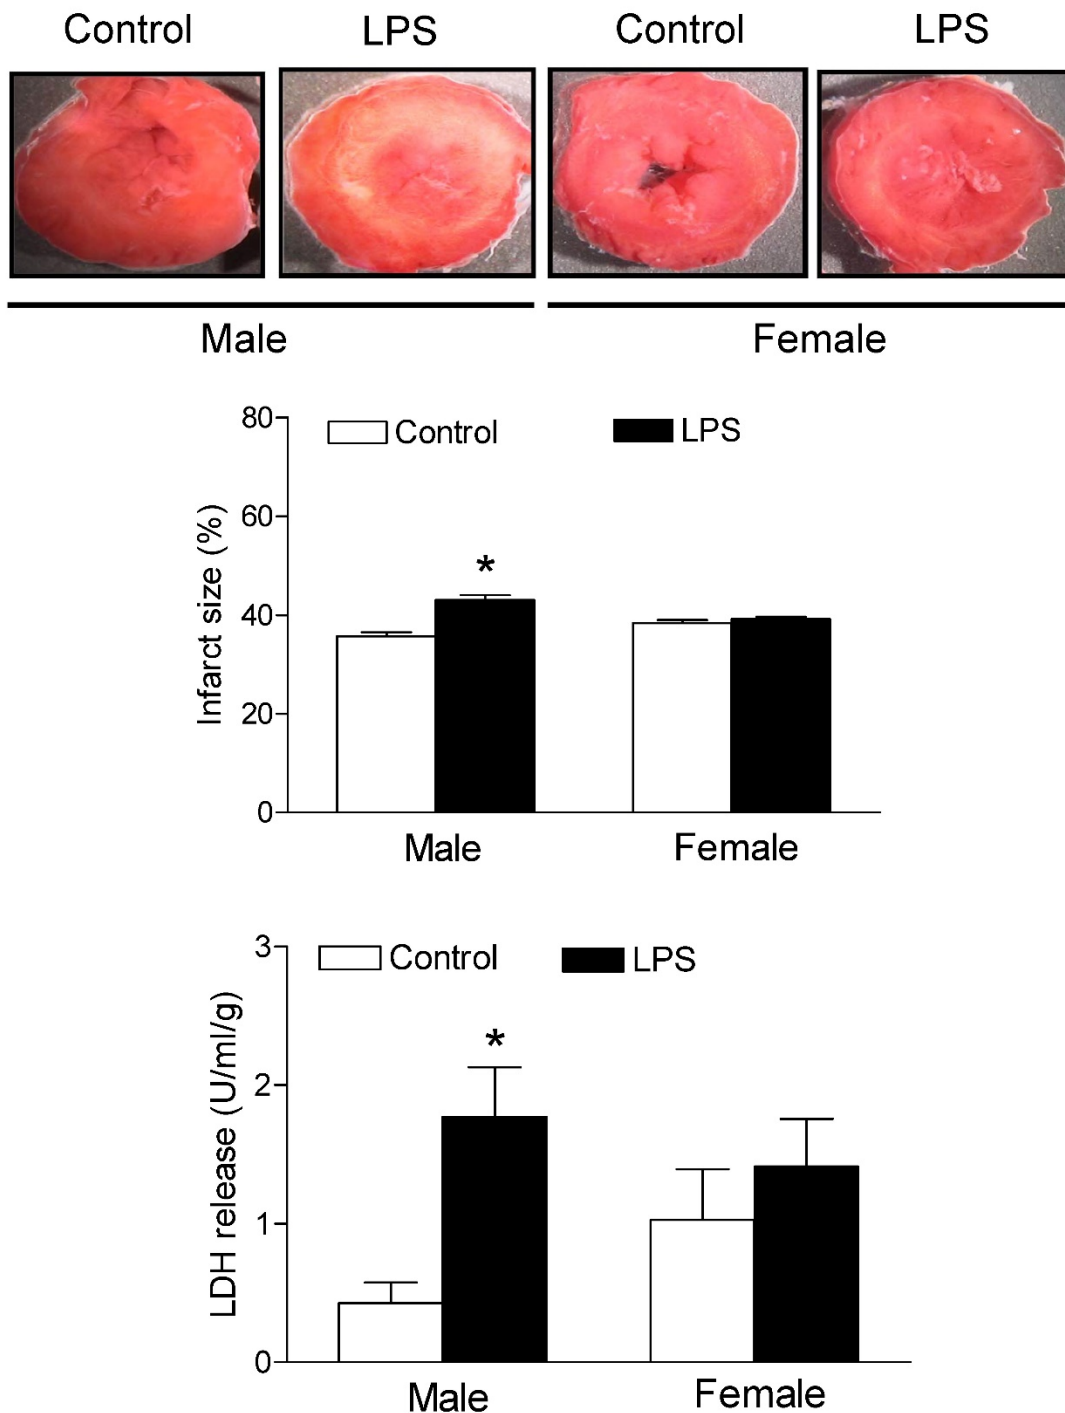 Control LPS Control LPS
Male Female
80
Control LPS
60
*
40
20
0
Infarct size (%)
Male Female
3
Control LPS
*
2
1
0
LDH release (U/ml/g)
Male Female